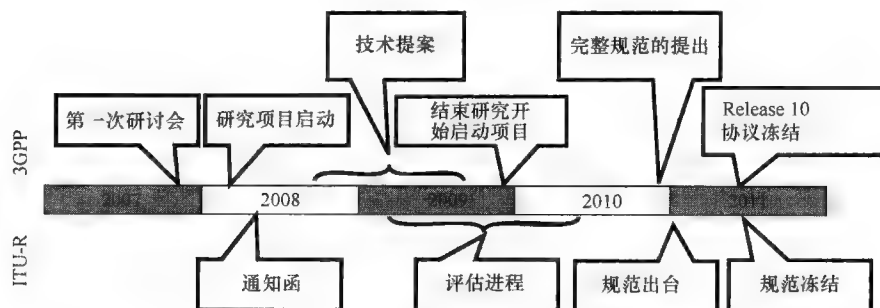 技术提案
完整规范的提出
第一次研讨会
研究项目启动
结束研究开
始启动项目
Release 10
协议冻结
3GPP
2007
2008
2009
2010
2011
ITU-R
通知函
评估进程
规范出台
规范冻结